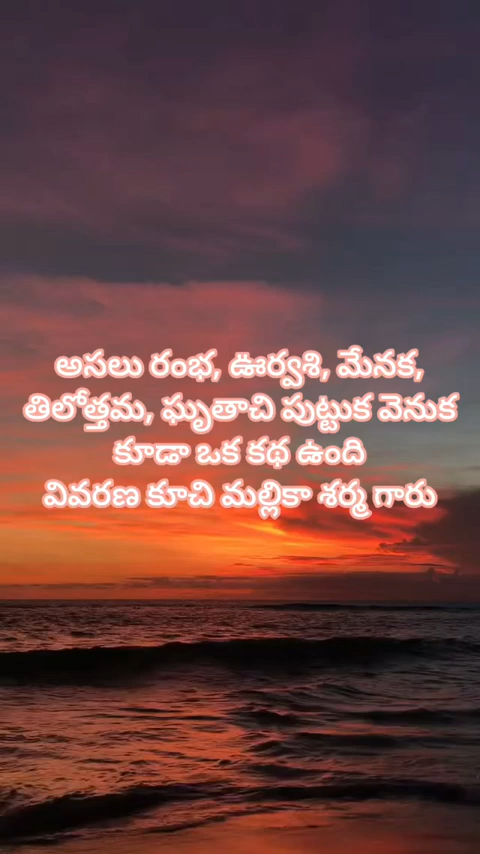 అసలు రంభ, ఊర్వశి, మేనక,
తిలోత్తమ, ఘృతాచి పుట్టుక వెనుక
కూడా ఒక కథ ఉంది
వివరణ కూచి మల్లికా శర్మ గారు